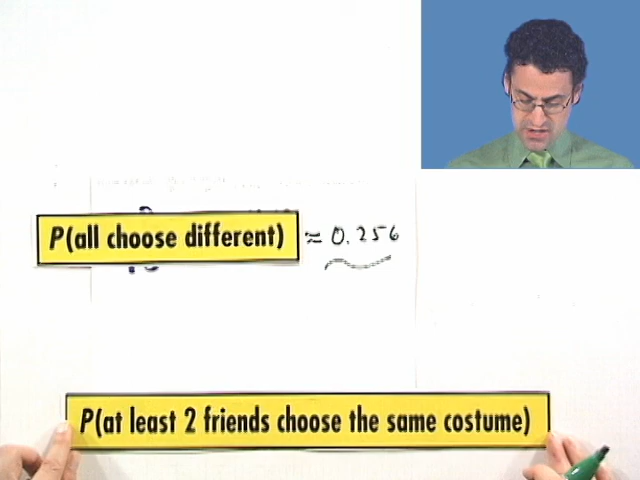 P(all choose different) ≈ 0.256
P(at least 2 friends choose the same costume)